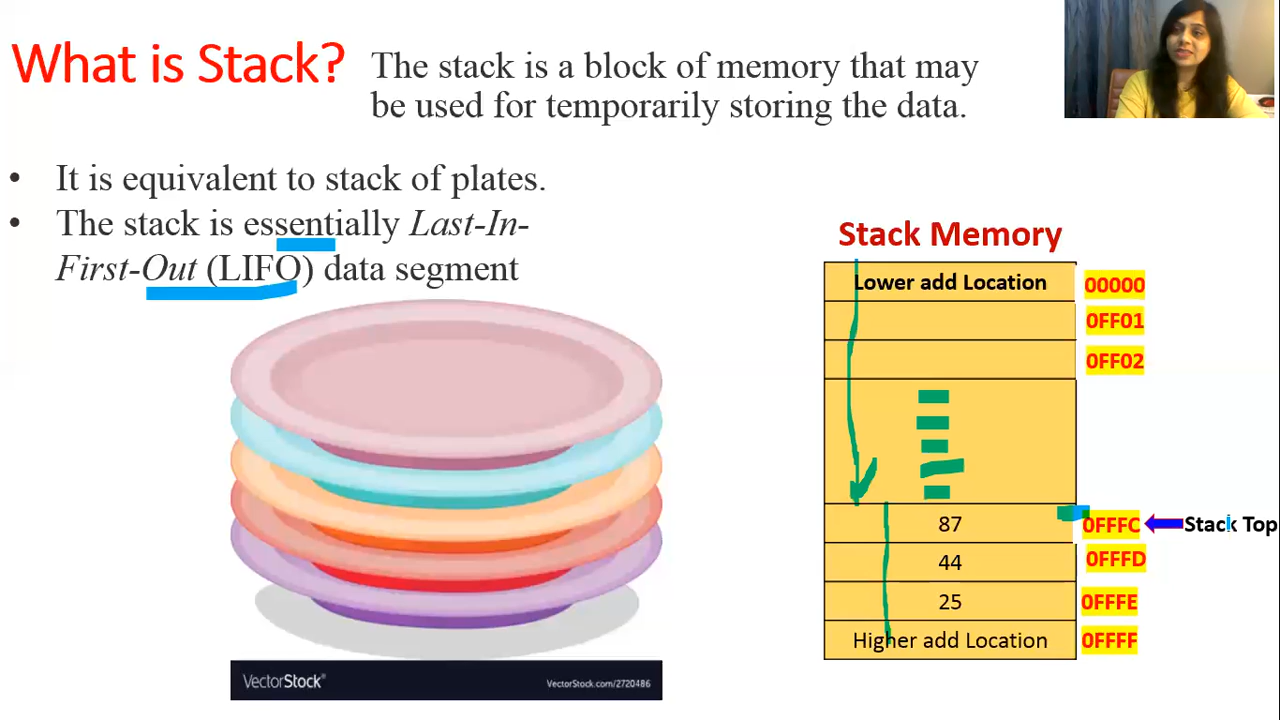 What is Stack?
The stack is a block of memory that may
be used for temporarily storing the data.
• It is equivalent to stack of plates.
• The stack is essentially Last-In-
First-Out (LIFO) data segment
Stack Memory
Lower add Location 00000
0FF01
0FF02
87 0FFFC Stack Top
44 0FFFD
25 0FFFE
Higher add Location 0FFFF
VectorStock®
VectorStock.com/2720486